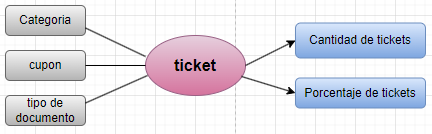 Categoria
cupon
tipo de
documento
ticket
Cantidad de tickets
Porcentaje de tickets